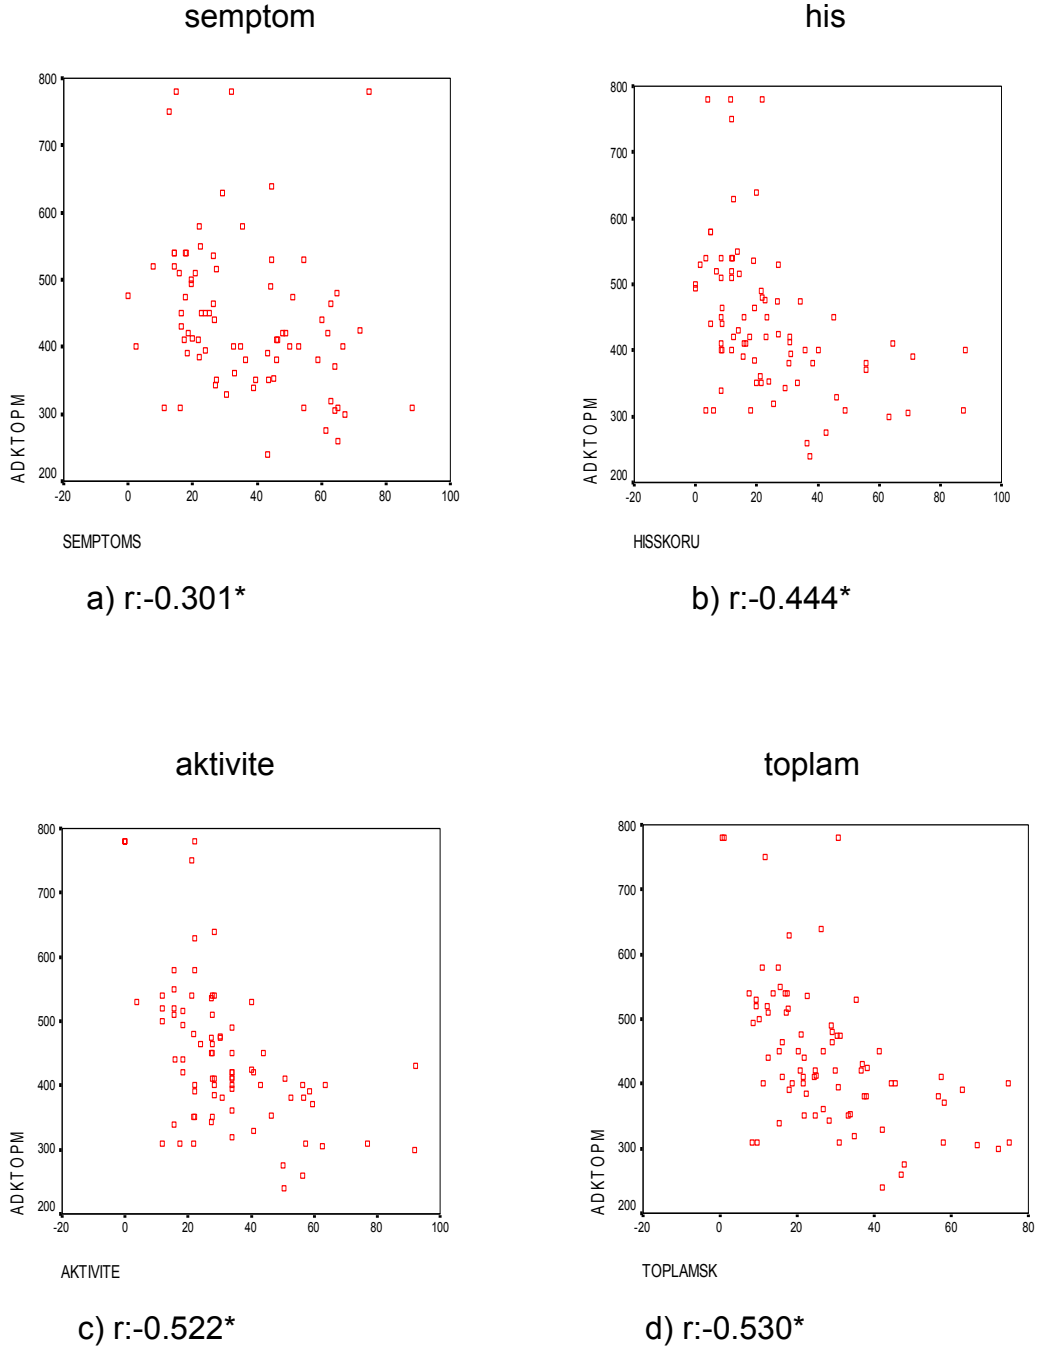 semptom
his
800
700
600
500
400
300
200
-20 0 20 40 60 80 100
ADKTOPM
SEMPTOMS
800
700
600
500
400
300
200
-20 0 20 40 60 80 100
ADKTOPM
HISSKORU
a) r:-0.301*
b) r:-0.444*
aktivite
toplam
800
700
600
500
400
300
200
-20 0 20 40 60 80 100
ADKTOPM
AKTIVITE
800
700
600
500
400
300
200
-20 0 20 40 60 80
ADKTOPM
TOPLAMSK
c) r:-0.522*
d) r:-0.530*